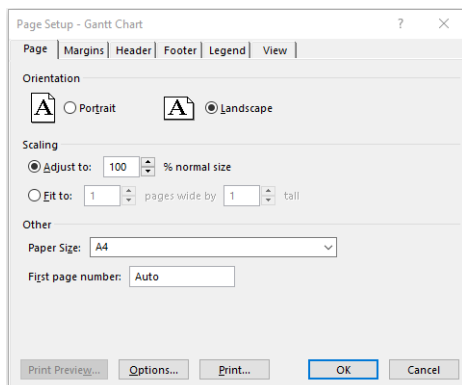 Page Setup - Gantt Chart ? ×
Page Margins Header Footer Legend View
Orientation
A Portrait A Landscape
Scaling
Adjust to: 100 % normal size
Fit to: 1 pages wide by 1 tall
Other
Paper Size: A4
First page number: Auto
Print Preview... Options... Print... OK Cancel